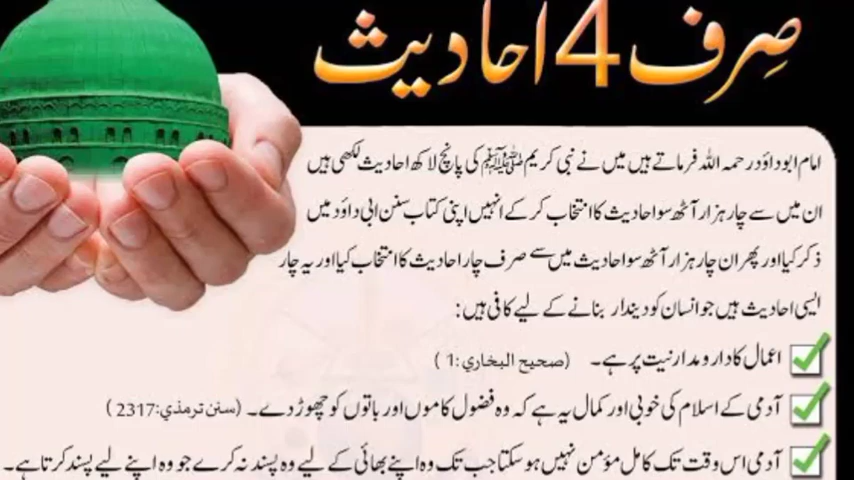 صِرف 4 احادیث
امام ابو داؤد رحمہ اللہ فرماتے ہیں میں نے نبی کریم ﷺ کی پانچ لاکھ احادیث لکھی ہیں
ان میں سے چار ہزار آٹھ سو احادیث کا انتخاب کر کے انہیں اپنی کتاب سنن ابی داؤد میں
ذکر کیا اور پھر ان چار ہزار آٹھ سو احادیث میں سے صرف چار احادیث کا انتخاب کیا اور یہ چار
ایسی احادیث ہیں جو انسان کو دیندار بنانے کے لیے کافی ہیں:
اعمال کا دارومدار نیت پر ہے۔ (صحيح البخاري:1)
آدمی کے اسلام کی خوبی اور کمال یہ ہے کہ وہ فضول کاموں اور باتوں کو چھوڑ دے۔ (سنن ترمذي:2317)
آدمی اس وقت تک کامل مؤمن نہیں ہو سکتا جب تک وہ اپنے بھائی کے لیے وہ پسند نہ کرے جو وہ اپنے لیے پسند کرتا ہے۔